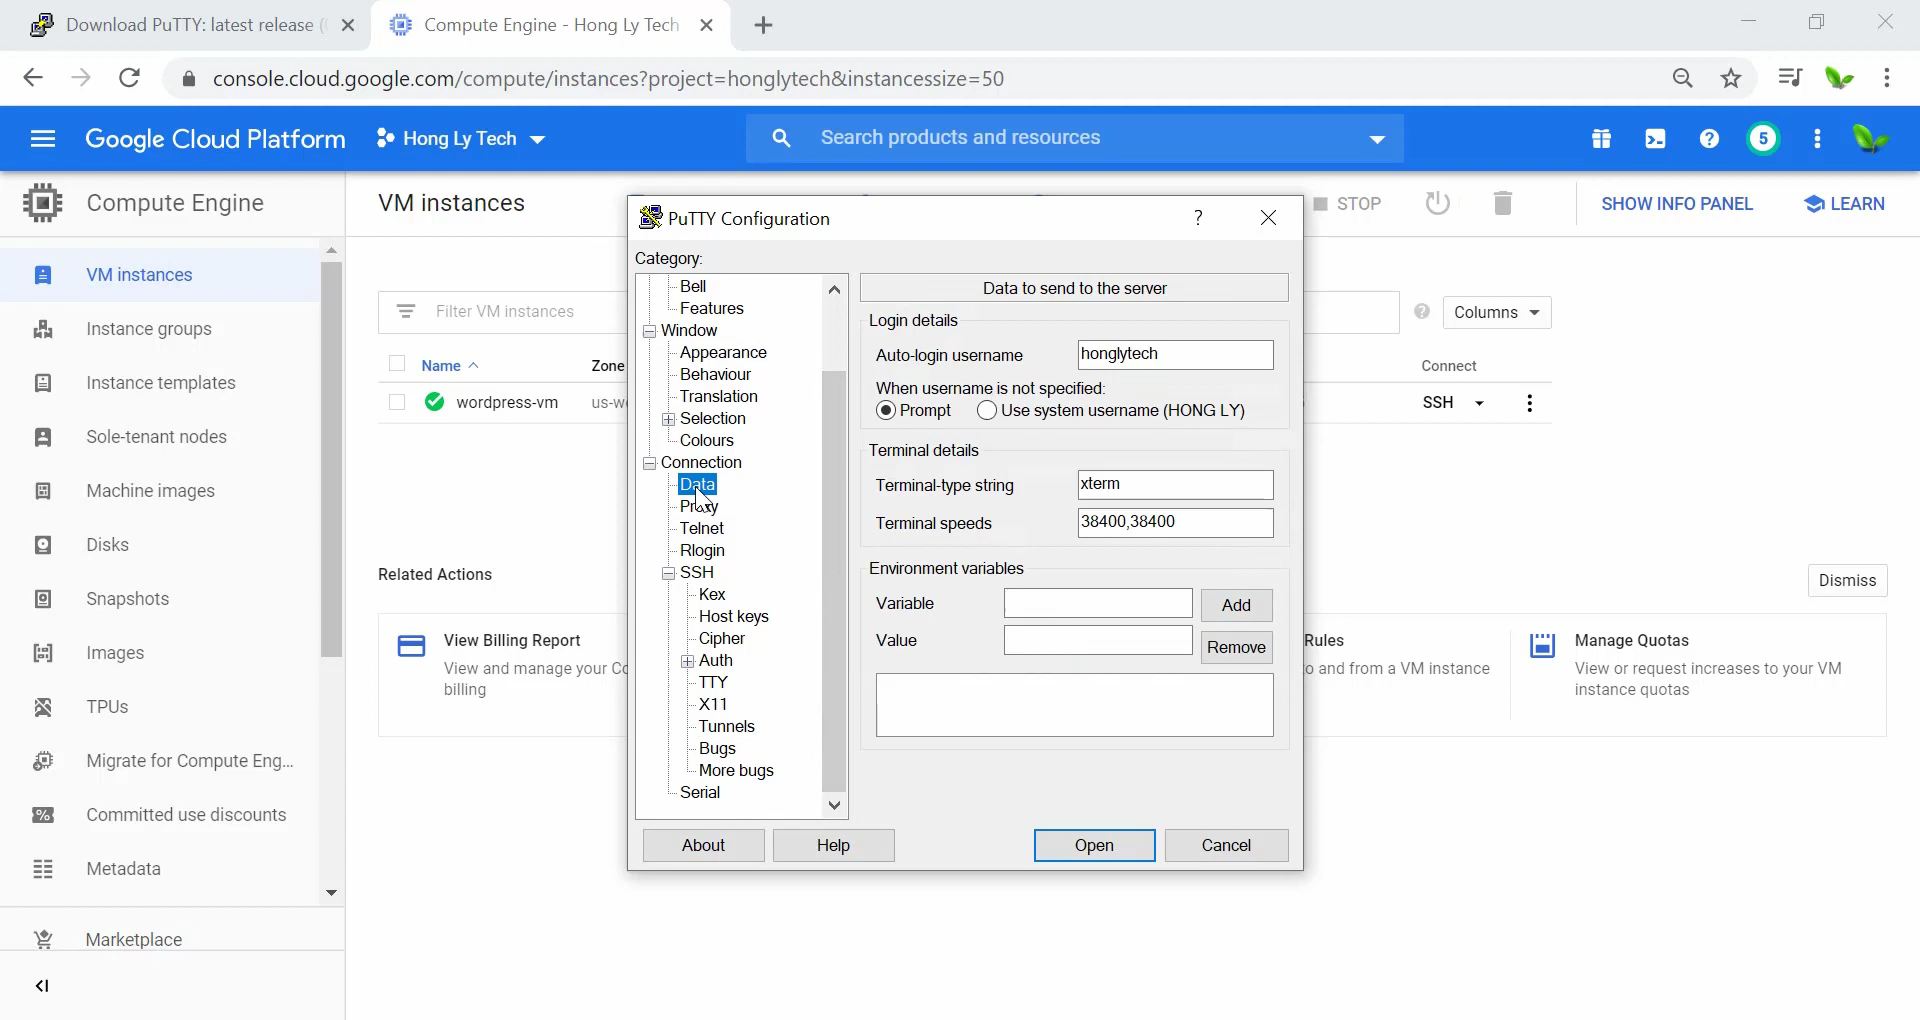 Download PuTTY: latest release (
Compute Engine - Hong Ly Tech
console.cloud.google.com/compute/instances?project=honglytech&instancessize=50
Google Cloud Platform
Hong Ly Tech
Search products and resources
5
Compute Engine
VM instances
STOP
SHOW INFO PANEL
LEARN
VM instances
Instance groups
Instance templates
Sole-tenant nodes
Machine images
Disks
Snapshots
Images
TPUs
Migrate for Compute Eng...
Committed use discounts
Metadata
Marketplace
Filter VM instances
Columns
Name
Zone
Connect
wordpress-vm
us-w
SSH
Related Actions
Dismiss
View Billing Report
View and manage your Co
billing
Rules
o and from a VM instance
Manage Quotas
View or request increases to your VM
instance quotas
PuTTY Configuration
?
Category:
Bell
Features
Window
Appearance
Behaviour
Translation
Selection
Colours
Connection
Data
Proxy
Telnet
Rlogin
SSH
Kex
Host keys
Cipher
Auth
TTY
X11
Tunnels
Bugs
More bugs
Serial
Data to send to the server
Login details
Auto-login username
honglytech
When username is not specified:
Prompt
Use system username (HONG LY)
Terminal details
Terminal-type string
xterm
Terminal speeds
38400,38400
Environment variables
Variable
Add
Value
Remove
About
Help
Open
Cancel